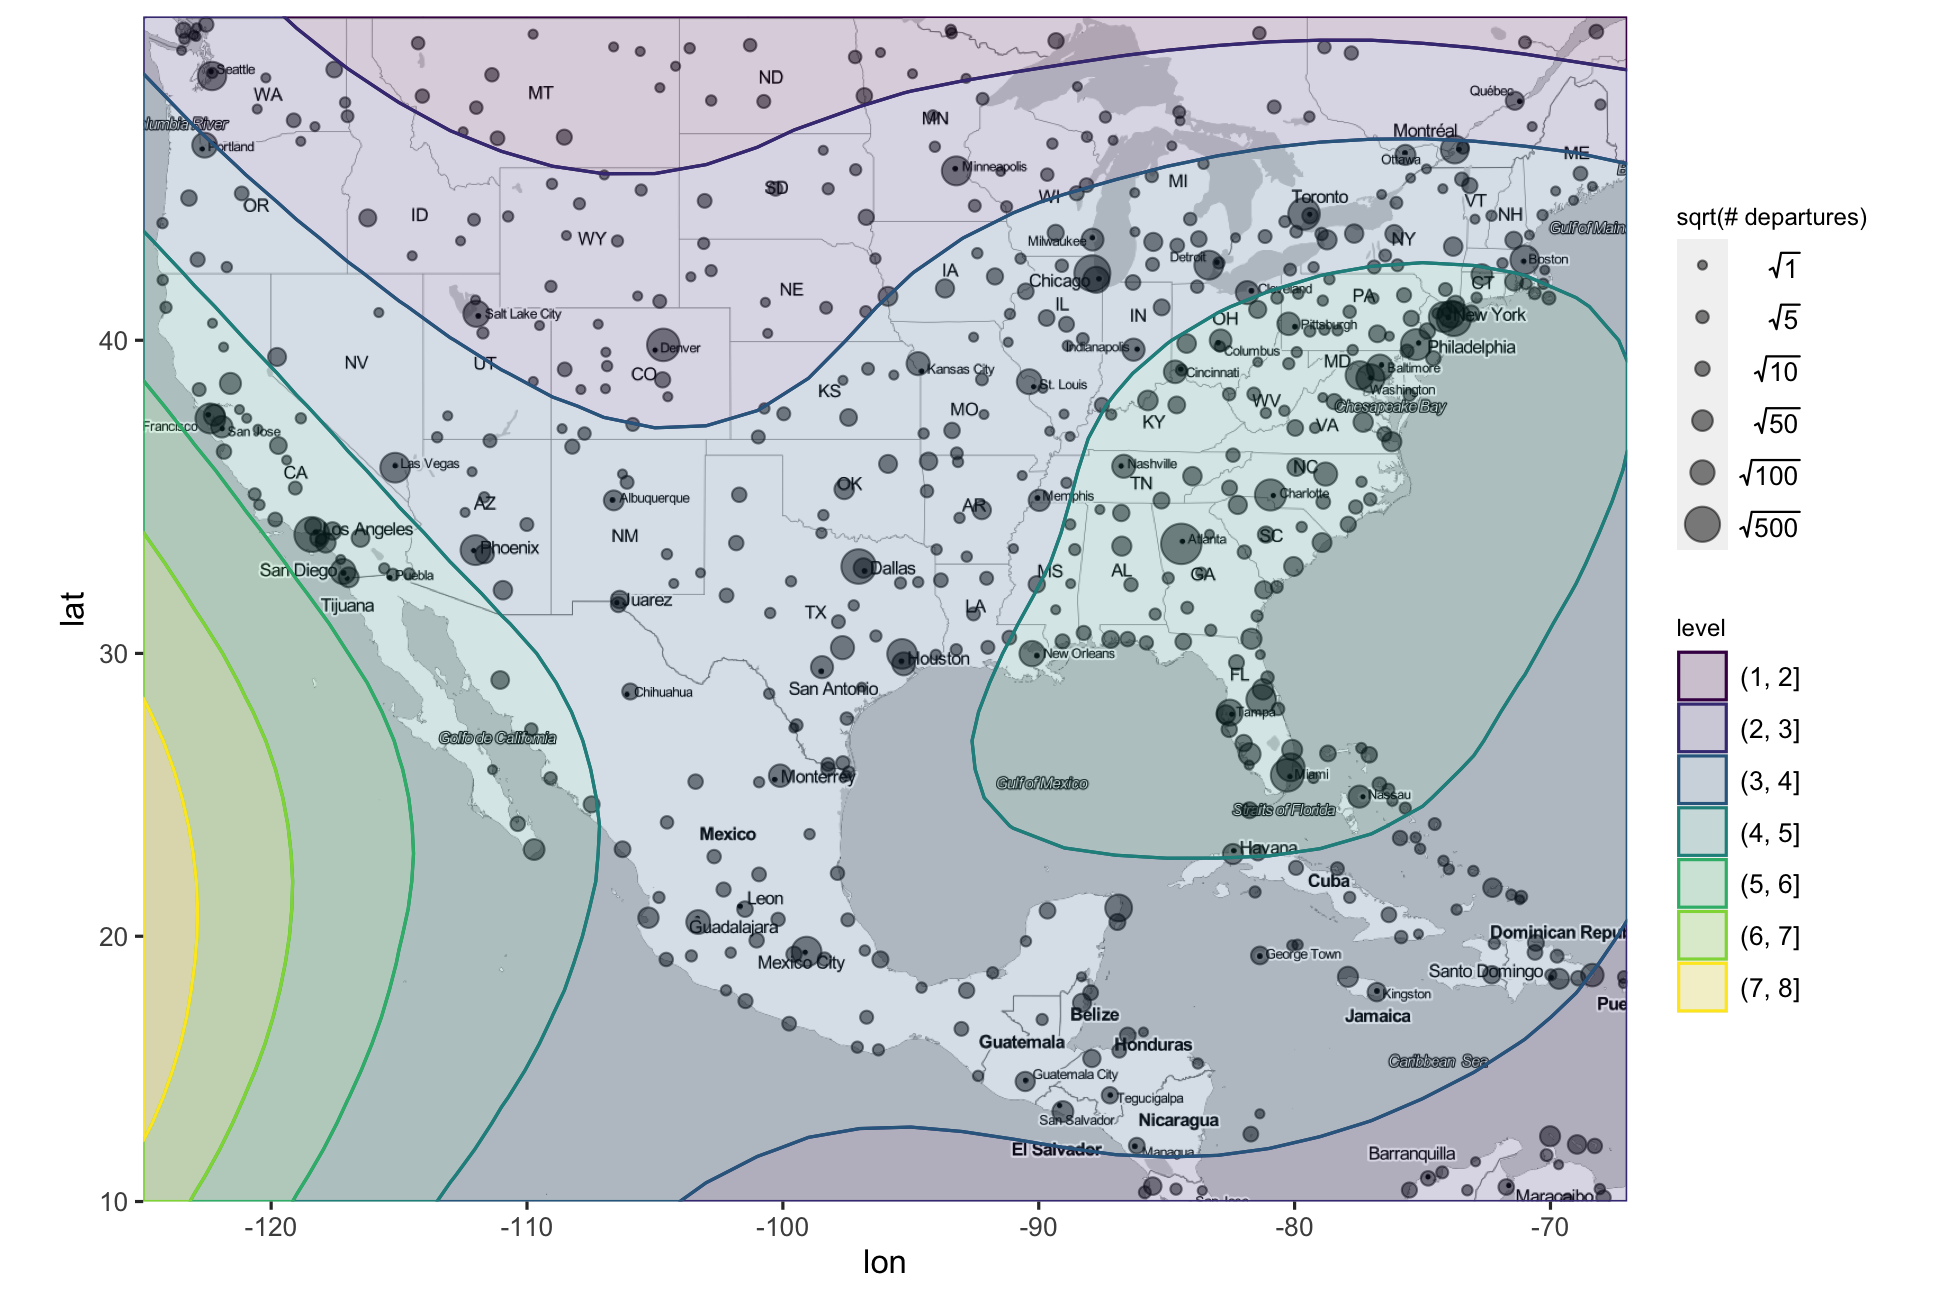 Seattle
WA
MT
ND
Québec
lumbia River
Portland
MN
Montréal
Ottawa
ME
Minneapolis
SD
WI
MI
OR
ID
WY
Toronto
VT
NH
Gulf of Main
Milwaukee
NY
Detroit
Boston
Chicago
IA
NE
Cleveland
CT
PA
Salt Lake City
IL
IN
OH
New York
40
NV
UT
Denver
CO
Indianapolis
Columbus
Pittsburgh
Philadelphia
MD
Baltimore
Kansas City
Cincinnati
KS
St. Louis
Washington
MO
WV
Chesapeake Bay
KY
VA
Francisco
San Jose
CA
Las Vegas
Nashville
NC
TN
AZ
Albuquerque
OK
AR
Memphis
Charlotte
Los Angeles
Phoenix
NM
Atlanta
SC
San Diego
Puebla
Dallas
MS
AL
GA
Tijuana
Juarez
TX
LA
30
Houston
New Orleans
San Antonio
Chihuahua
FL
Tampa
Golfo de California
Monterrey
Gulf of Mexico
Miami
Nassau
Straits of Florida
Mexico
Havana
Cuba
Leon
Guadalajara
20
Mexico City
Dominican Repu
George Town
Santo Domingo
Kingston
Jamaica
Pue
Belize
Guatemala
Honduras
Caribbean Sea
Guatemala City
Tegucigalpa
San Salvador
Nicaragua
El Salvador
Managua
Barranquilla
Maracaibo
San Jose
10
-120
-110
-100
-90
-80
-70
lon
lat
sqrt(# departures)
√1
√5
√10
√50
√100
√500
level
(1, 2]
(2, 3]
(3, 4]
(4, 5]
(5, 6]
(6, 7]
(7, 8]